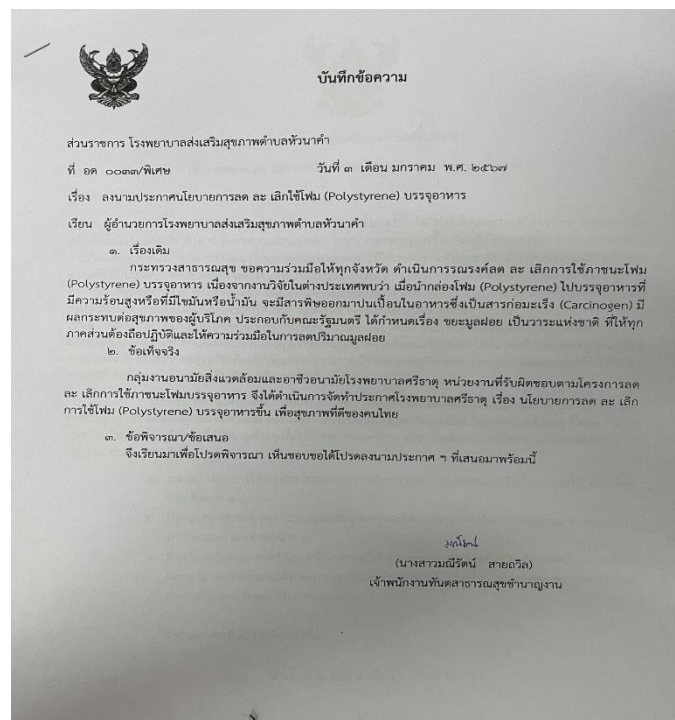 บันทึกข้อความ
ส่วนราชการ โรงพยาบาลส่งเสริมสุขภาพตำบลหัวนาคำ
ที่ อด ๐๐๓๓/พิเศษ วันที่ ๓ เดือน มกราคม พ.ศ. ๒๕๖๗
เรื่อง ลงนามประกาศนโยบายการลด ละ เลิกใช้โฟม (Polystyrene) บรรจุอาหาร
เรียน ผู้อำนวยการโรงพยาบาลส่งเสริมสุขภาพตำบลหัวนาคำ
๑. เรื่องเดิม
กระทรวงสาธารณสุข ขอความร่วมมือให้ทุกจังหวัด ดำเนินการรณรงค์ลด ละ เลิกการใช้ภาชนะโฟม
(Polystyrene) บรรจุอาหาร เนื่องจากงานวิจัยในต่างประเทศพบว่า เมื่อนำกล่องโฟม (Polystyrene) ไปบรรจุอาหารที่
มีความร้อนสูงหรือที่มีไขมันหรือน้ำมัน จะมีสารพิษออกมาปนเปื้อนในอาหารซึ่งเป็นสารก่อมะเร็ง (Carcinogen) มี
ผลกระทบต่อสุขภาพของผู้บริโภค ประกอบกับคณะรัฐมนตรี ได้กำหนดเรื่อง ขยะมูลฝอย เป็นวาระแห่งชาติ ที่ให้ทุก
ภาคส่วนต้องถือปฏิบัติและให้ความร่วมมือในการลดปริมาณมูลฝอย
๒. ข้อเท็จจริง
กลุ่มงานอนามัยสิ่งแวดล้อมและอาชีวอนามัยโรงพยาบาลศรีธาตุ หน่วยงานที่รับผิดชอบตามโครงการลด
ละ เลิกการใช้ภาชนะโฟมบรรจุอาหาร จึงได้ดำเนินการจัดทำประกาศโรงพยาบาลศรีธาตุ เรื่อง นโยบายการลด ละ เลิก
การใช้โฟม (Polystyrene) บรรจุอาหารขึ้น เพื่อสุขภาพที่ดีของคนไทย
๓. ข้อพิจารณา/ข้อเสนอ
จึงเรียนมาเพื่อโปรดพิจารณา เห็นชอบขอได้โปรดลงนามประกาศ ฯ ที่เสนอมาพร้อมนี้
มณีรัตน์
(นางสาวมณีรัตน์ สายถวิล)
เจ้าพนักงานทันตสาธารณสุขชำนาญงาน